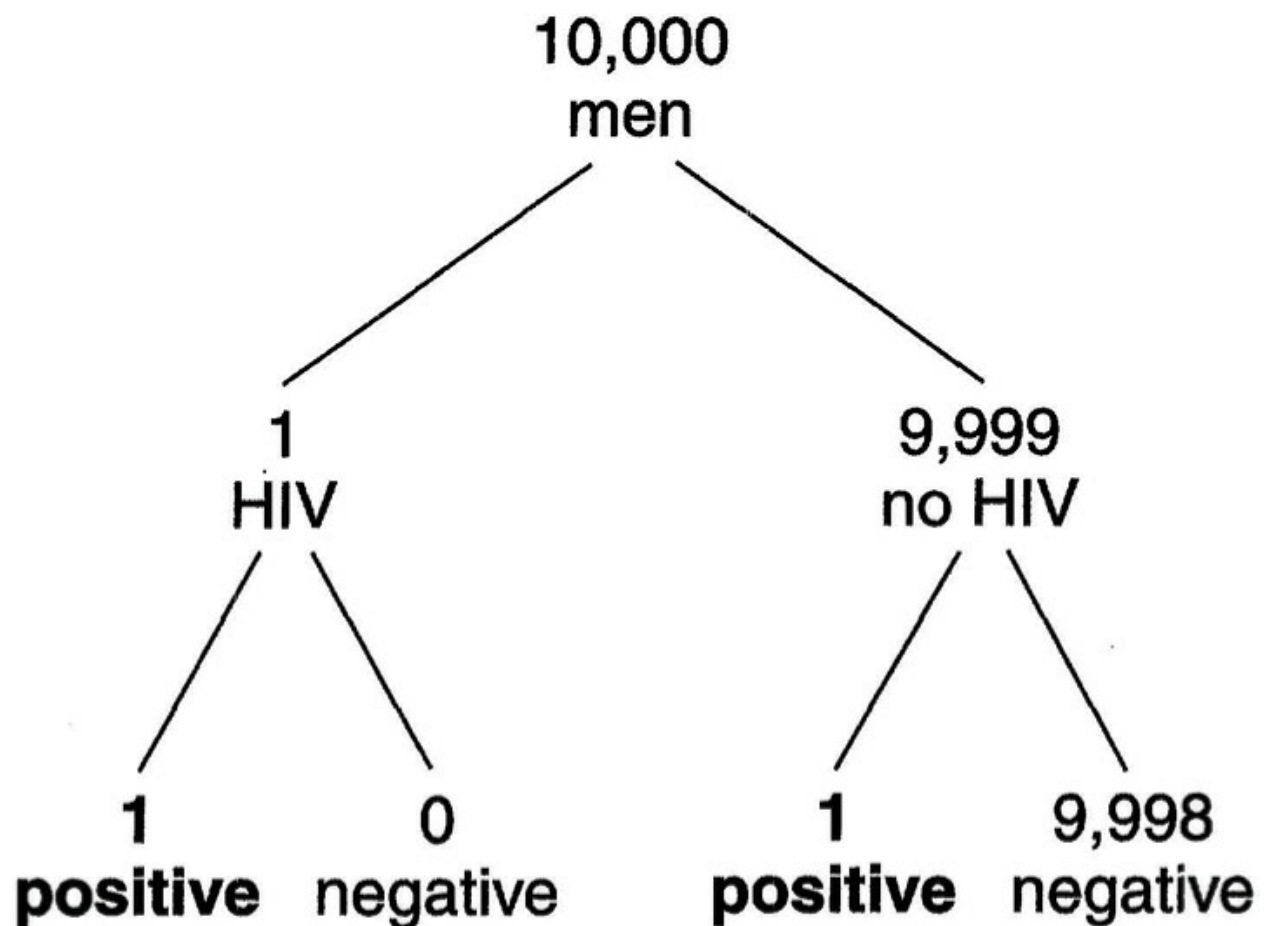 10,000
men
1
HIV
9,999
no HIV
1
positive
0
negative
1
positive
9,998
negative